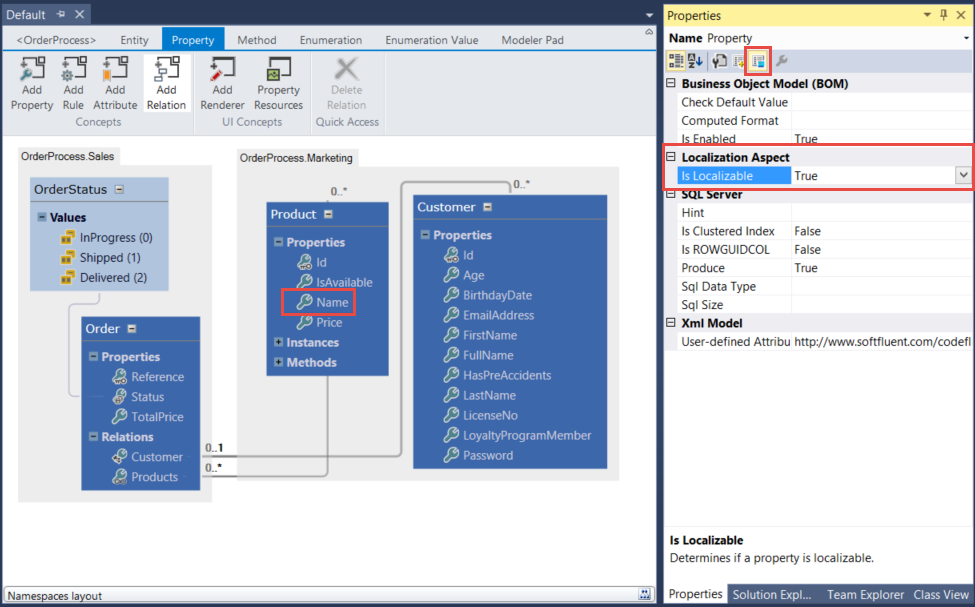 Default
<OrderProcess> Entity Property Method Enumeration Enumeration Value Modeler Pad
Add Property
Add Rule
Add Attribute
Add Relation
Add Renderer
Property Resources
Delete Relation
Concepts
UI Concepts
Quick Access
OrderProcess.Sales
OrderStatus
Values
InProgress (0)
Shipped (1)
Delivered (2)
Order
Properties
Reference
Status
TotalPrice
Relations
Customer
Products
0..1
0..*
OrderProcess.Marketing
0..*
Product
Properties
Id
IsAvailable
Name
Price
Instances
Methods
0..*
Customer
Properties
Id
Age
BirthdayDate
EmailAddress
FirstName
FullName
HasPreAccidents
LastName
LicenseNo
LoyaltyProgramMember
Password
Namespaces layout
Properties
Name Property
Business Object Model (BOM)
Check Default Value
Computed Format
Is Enabled True
Localization Aspect
Is Localizable True
SQL Server
Hint
Is Clustered Index False
Is ROWGUIDCOL False
Produce True
Sql Data Type
Sql Size
Xml Model
User-defined Attribu http://www.softfluent.com/codefl
Is Localizable
Determines if a property is localizable.
Properties Solution Expl... Team Explorer Class View